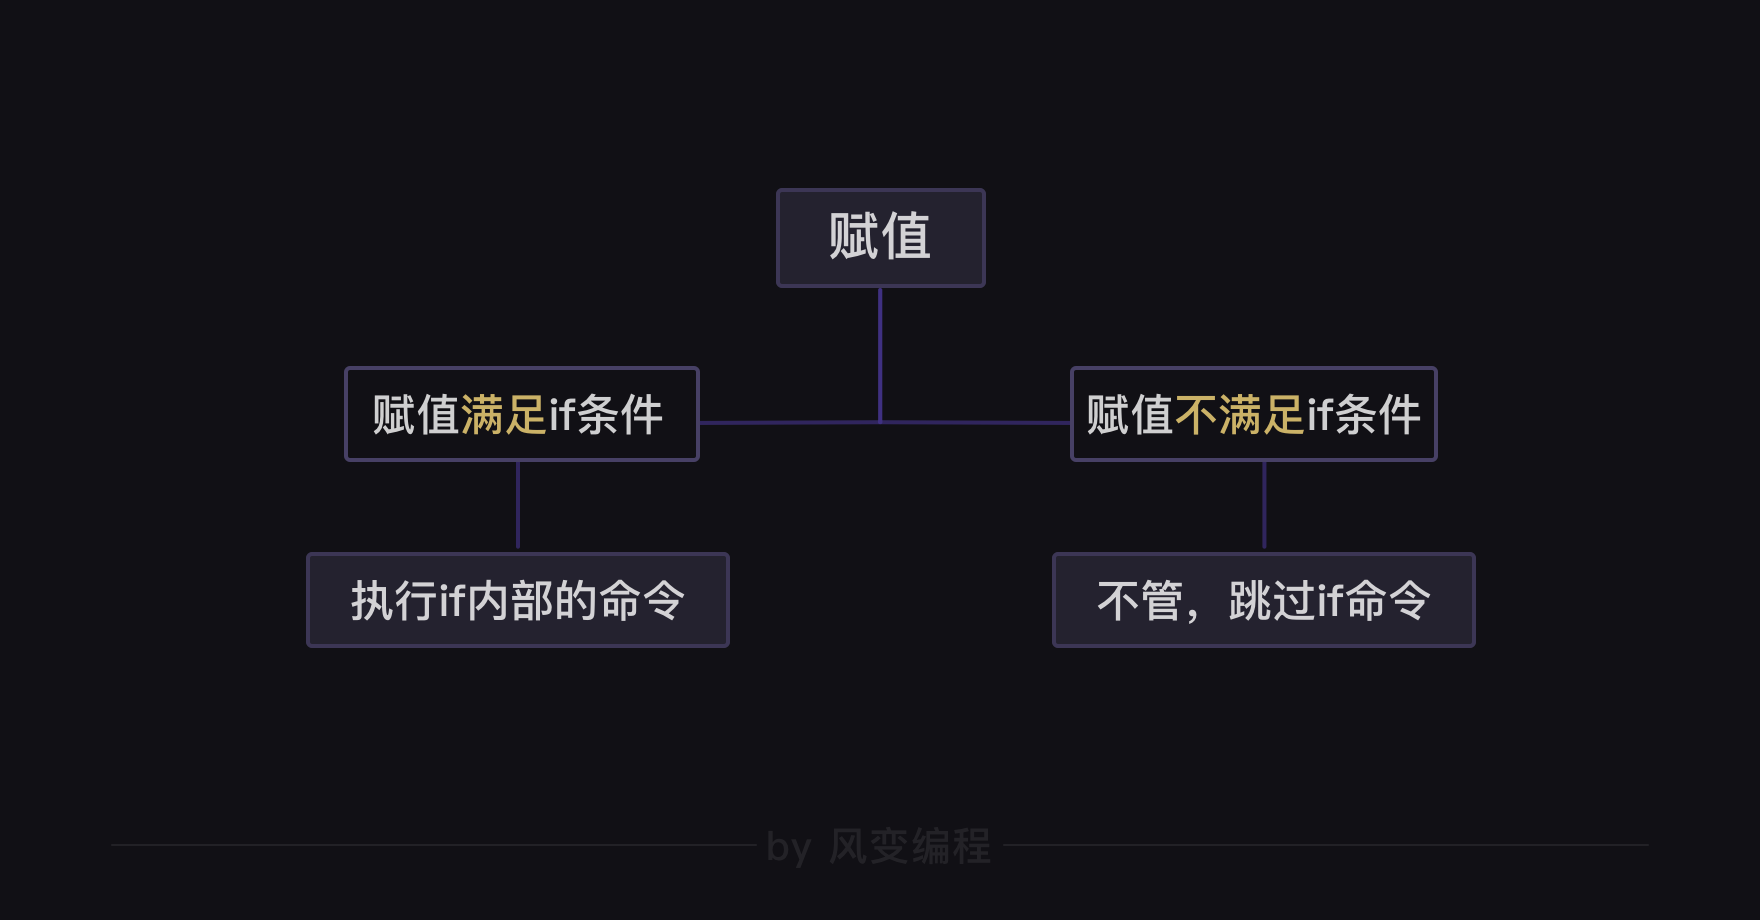 赋值
赋值满足if条件
赋值不满足if条件
执行if内部的命令
不管，跳过if命令
by 风变编程